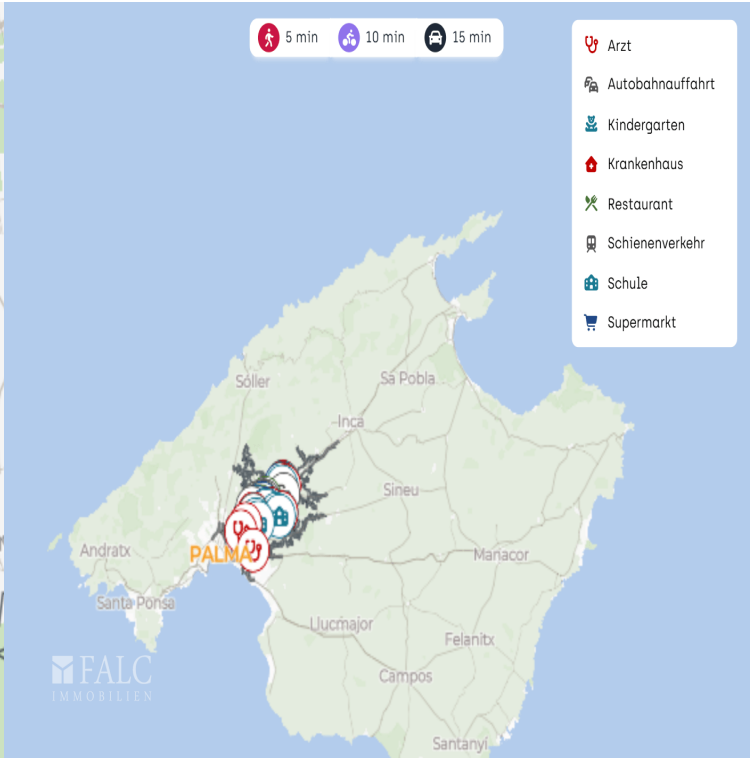 5 min
10 min
15 min
Arzt
Autobahnauffahrt
Kindergarten
Krankenhaus
Restaurant
Schienenverkehr
Schule
Supermarkt
Sóller
Sa Pobla
Inca
Sineu
Andratx
PALMA
Manacor
Santa Ponsa
Llucmajor
Felanitx
FALC
IMMOBILIEN
Campos
Santanyí